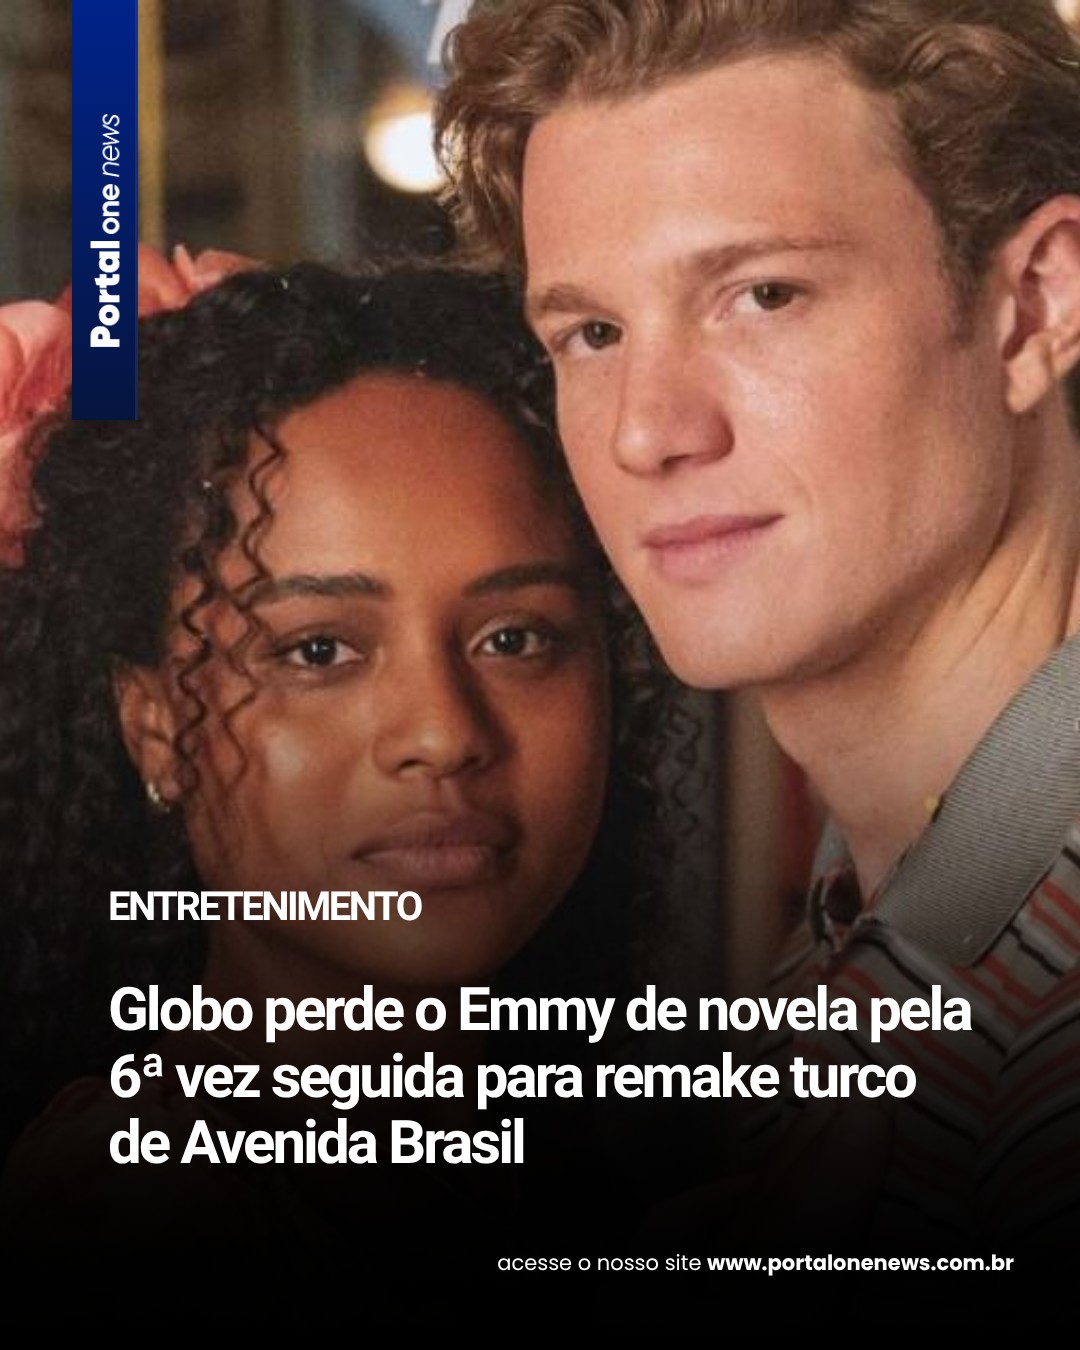 Portal one news
ENTRETENIMENTO
Globo perde o Emmy de novela pela
6ª vez seguida para remake turco
de Avenida Brasil
acesse o nosso site www.portalonenews.com.br